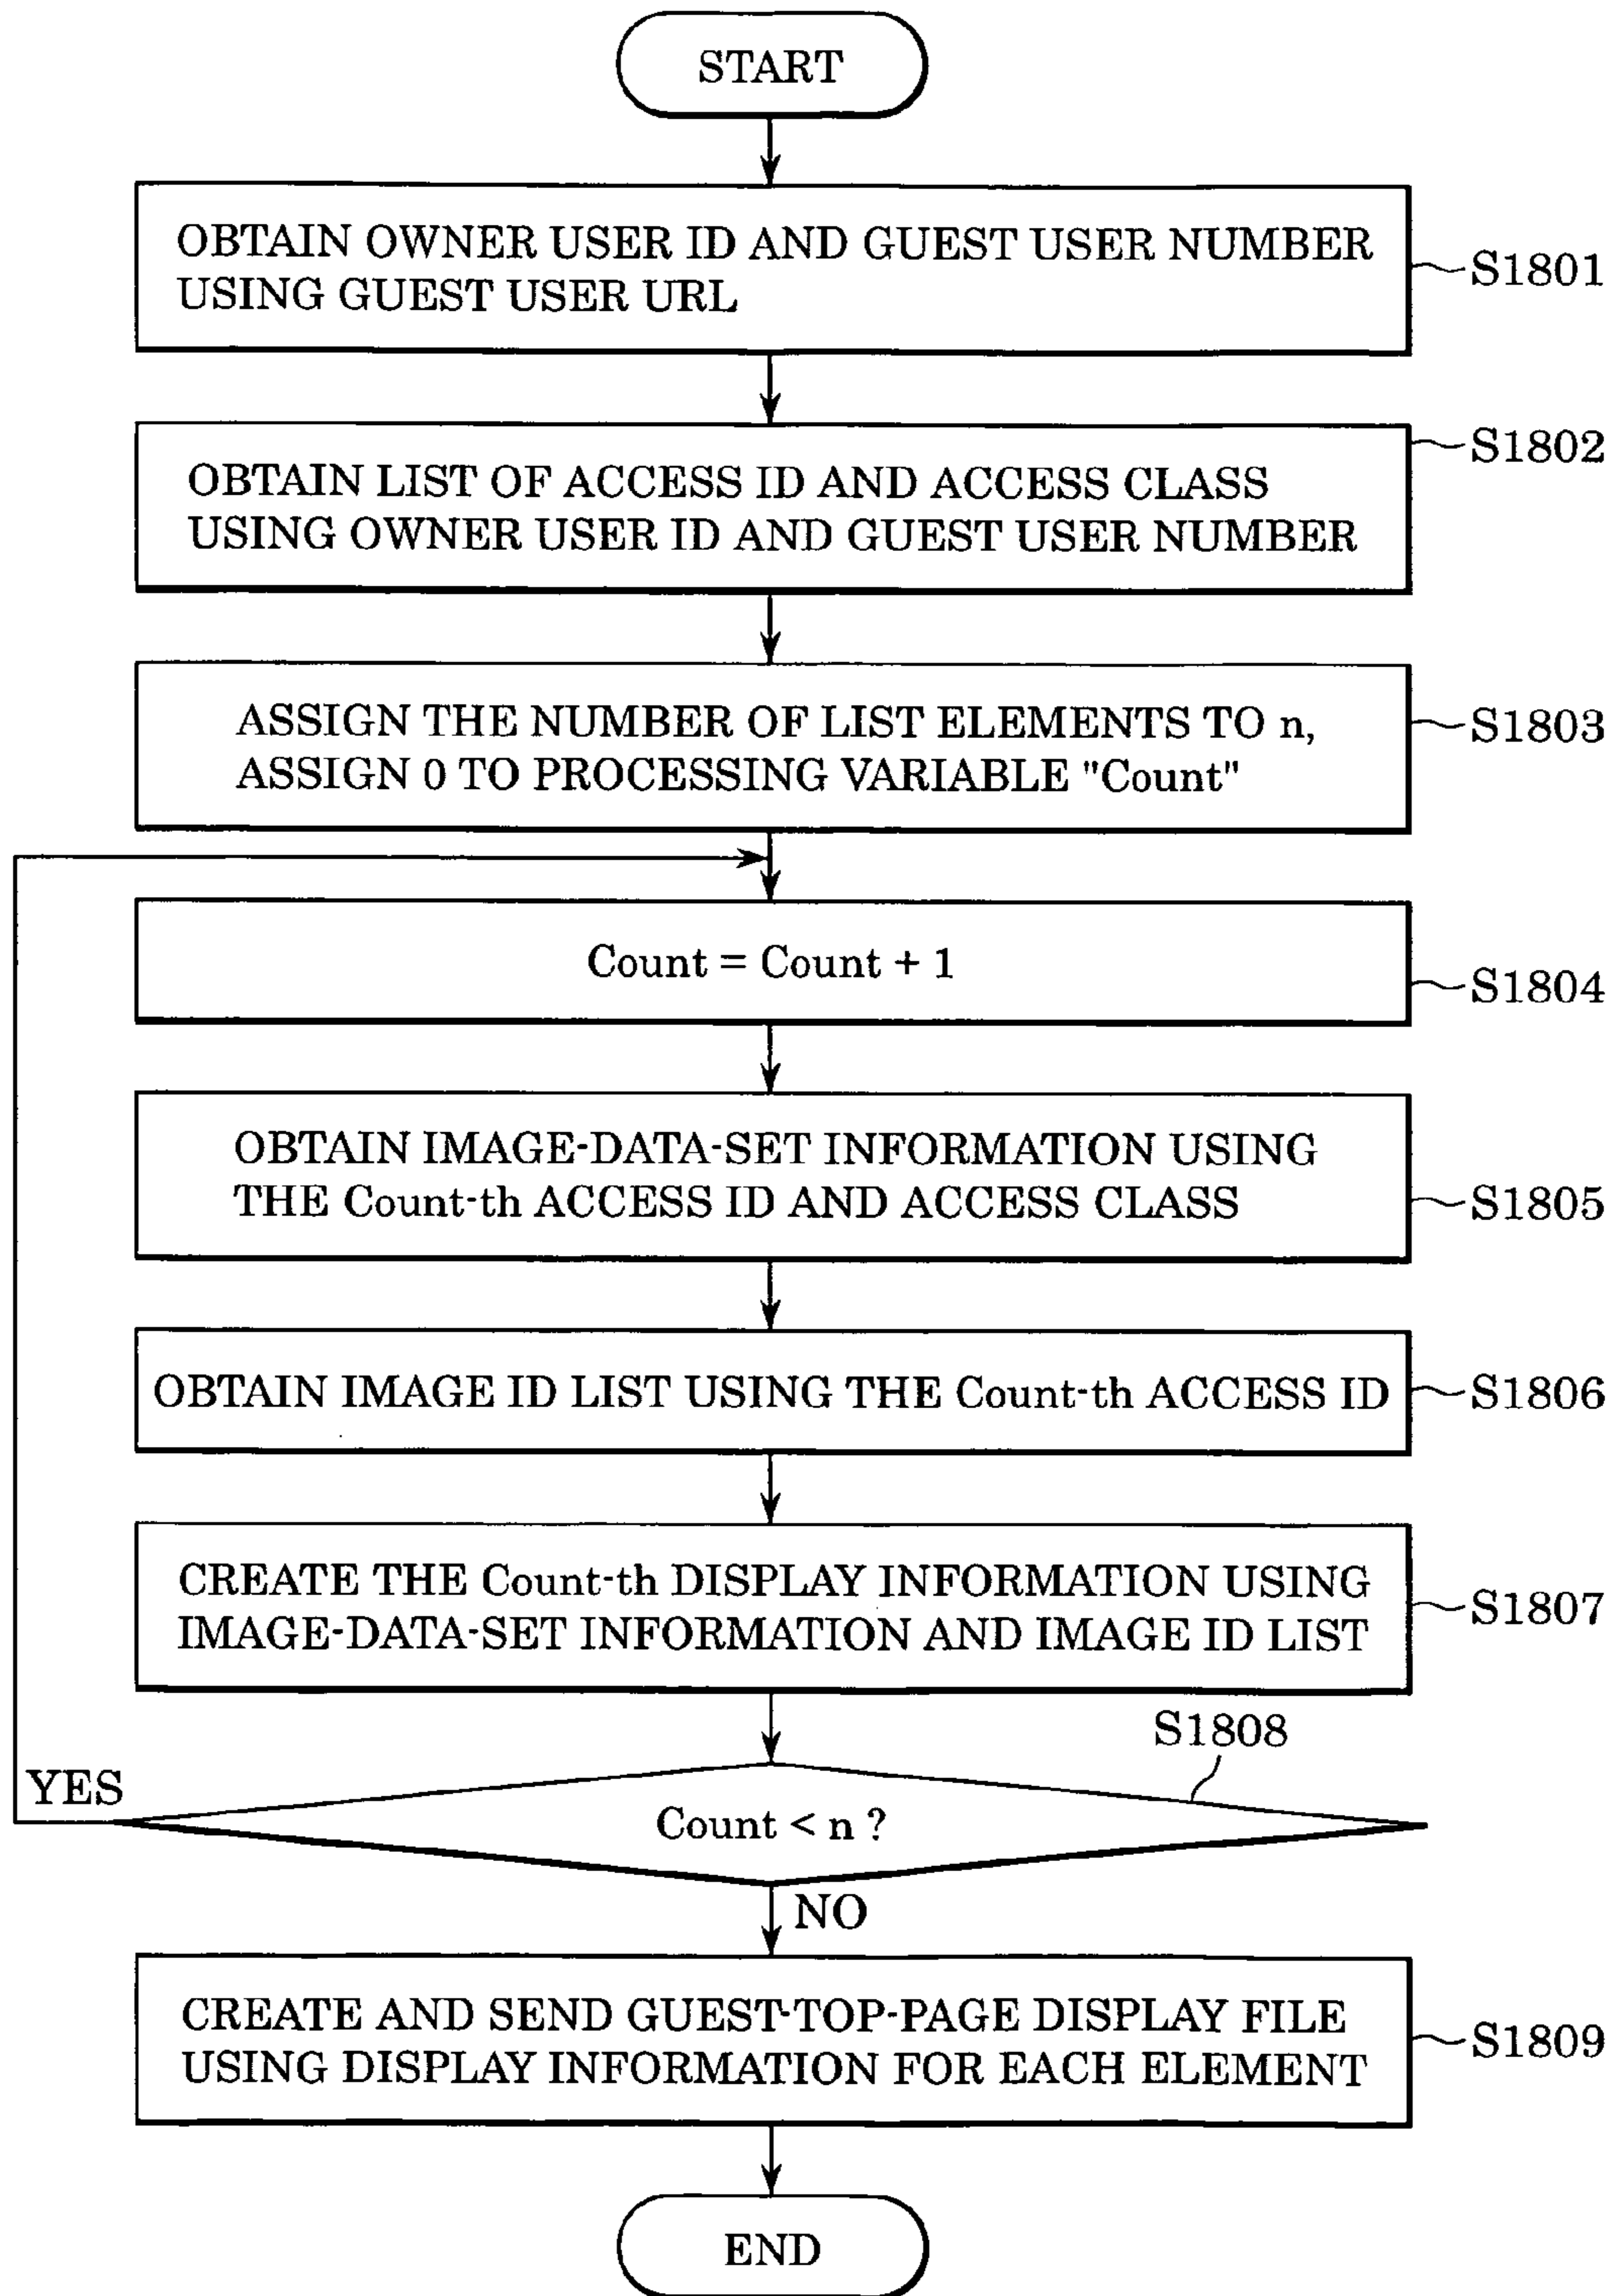 START
OBTAIN OWNER USER ID AND GUEST USER NUMBER
USING GUEST USER URL
S1801
OBTAIN LIST OF ACCESS ID AND ACCESS CLASS
USING OWNER USER ID AND GUEST USER NUMBER
S1802
ASSIGN THE NUMBER OF LIST ELEMENTS TO n,
ASSIGN 0 TO PROCESSING VARIABLE "Count"
S1803
Count = Count + 1
S1804
OBTAIN IMAGE-DATA-SET INFORMATION USING
THE Count-th ACCESS ID AND ACCESS CLASS
S1805
OBTAIN IMAGE ID LIST USING THE Count-th ACCESS ID
S1806
CREATE THE Count-th DISPLAY INFORMATION USING
IMAGE-DATA-SET INFORMATION AND IMAGE ID LIST
S1807
S1808
YES
Count < n ?
NO
CREATE AND SEND GUEST-TOP-PAGE DISPLAY FILE
USING DISPLAY INFORMATION FOR EACH ELEMENT
S1809
END